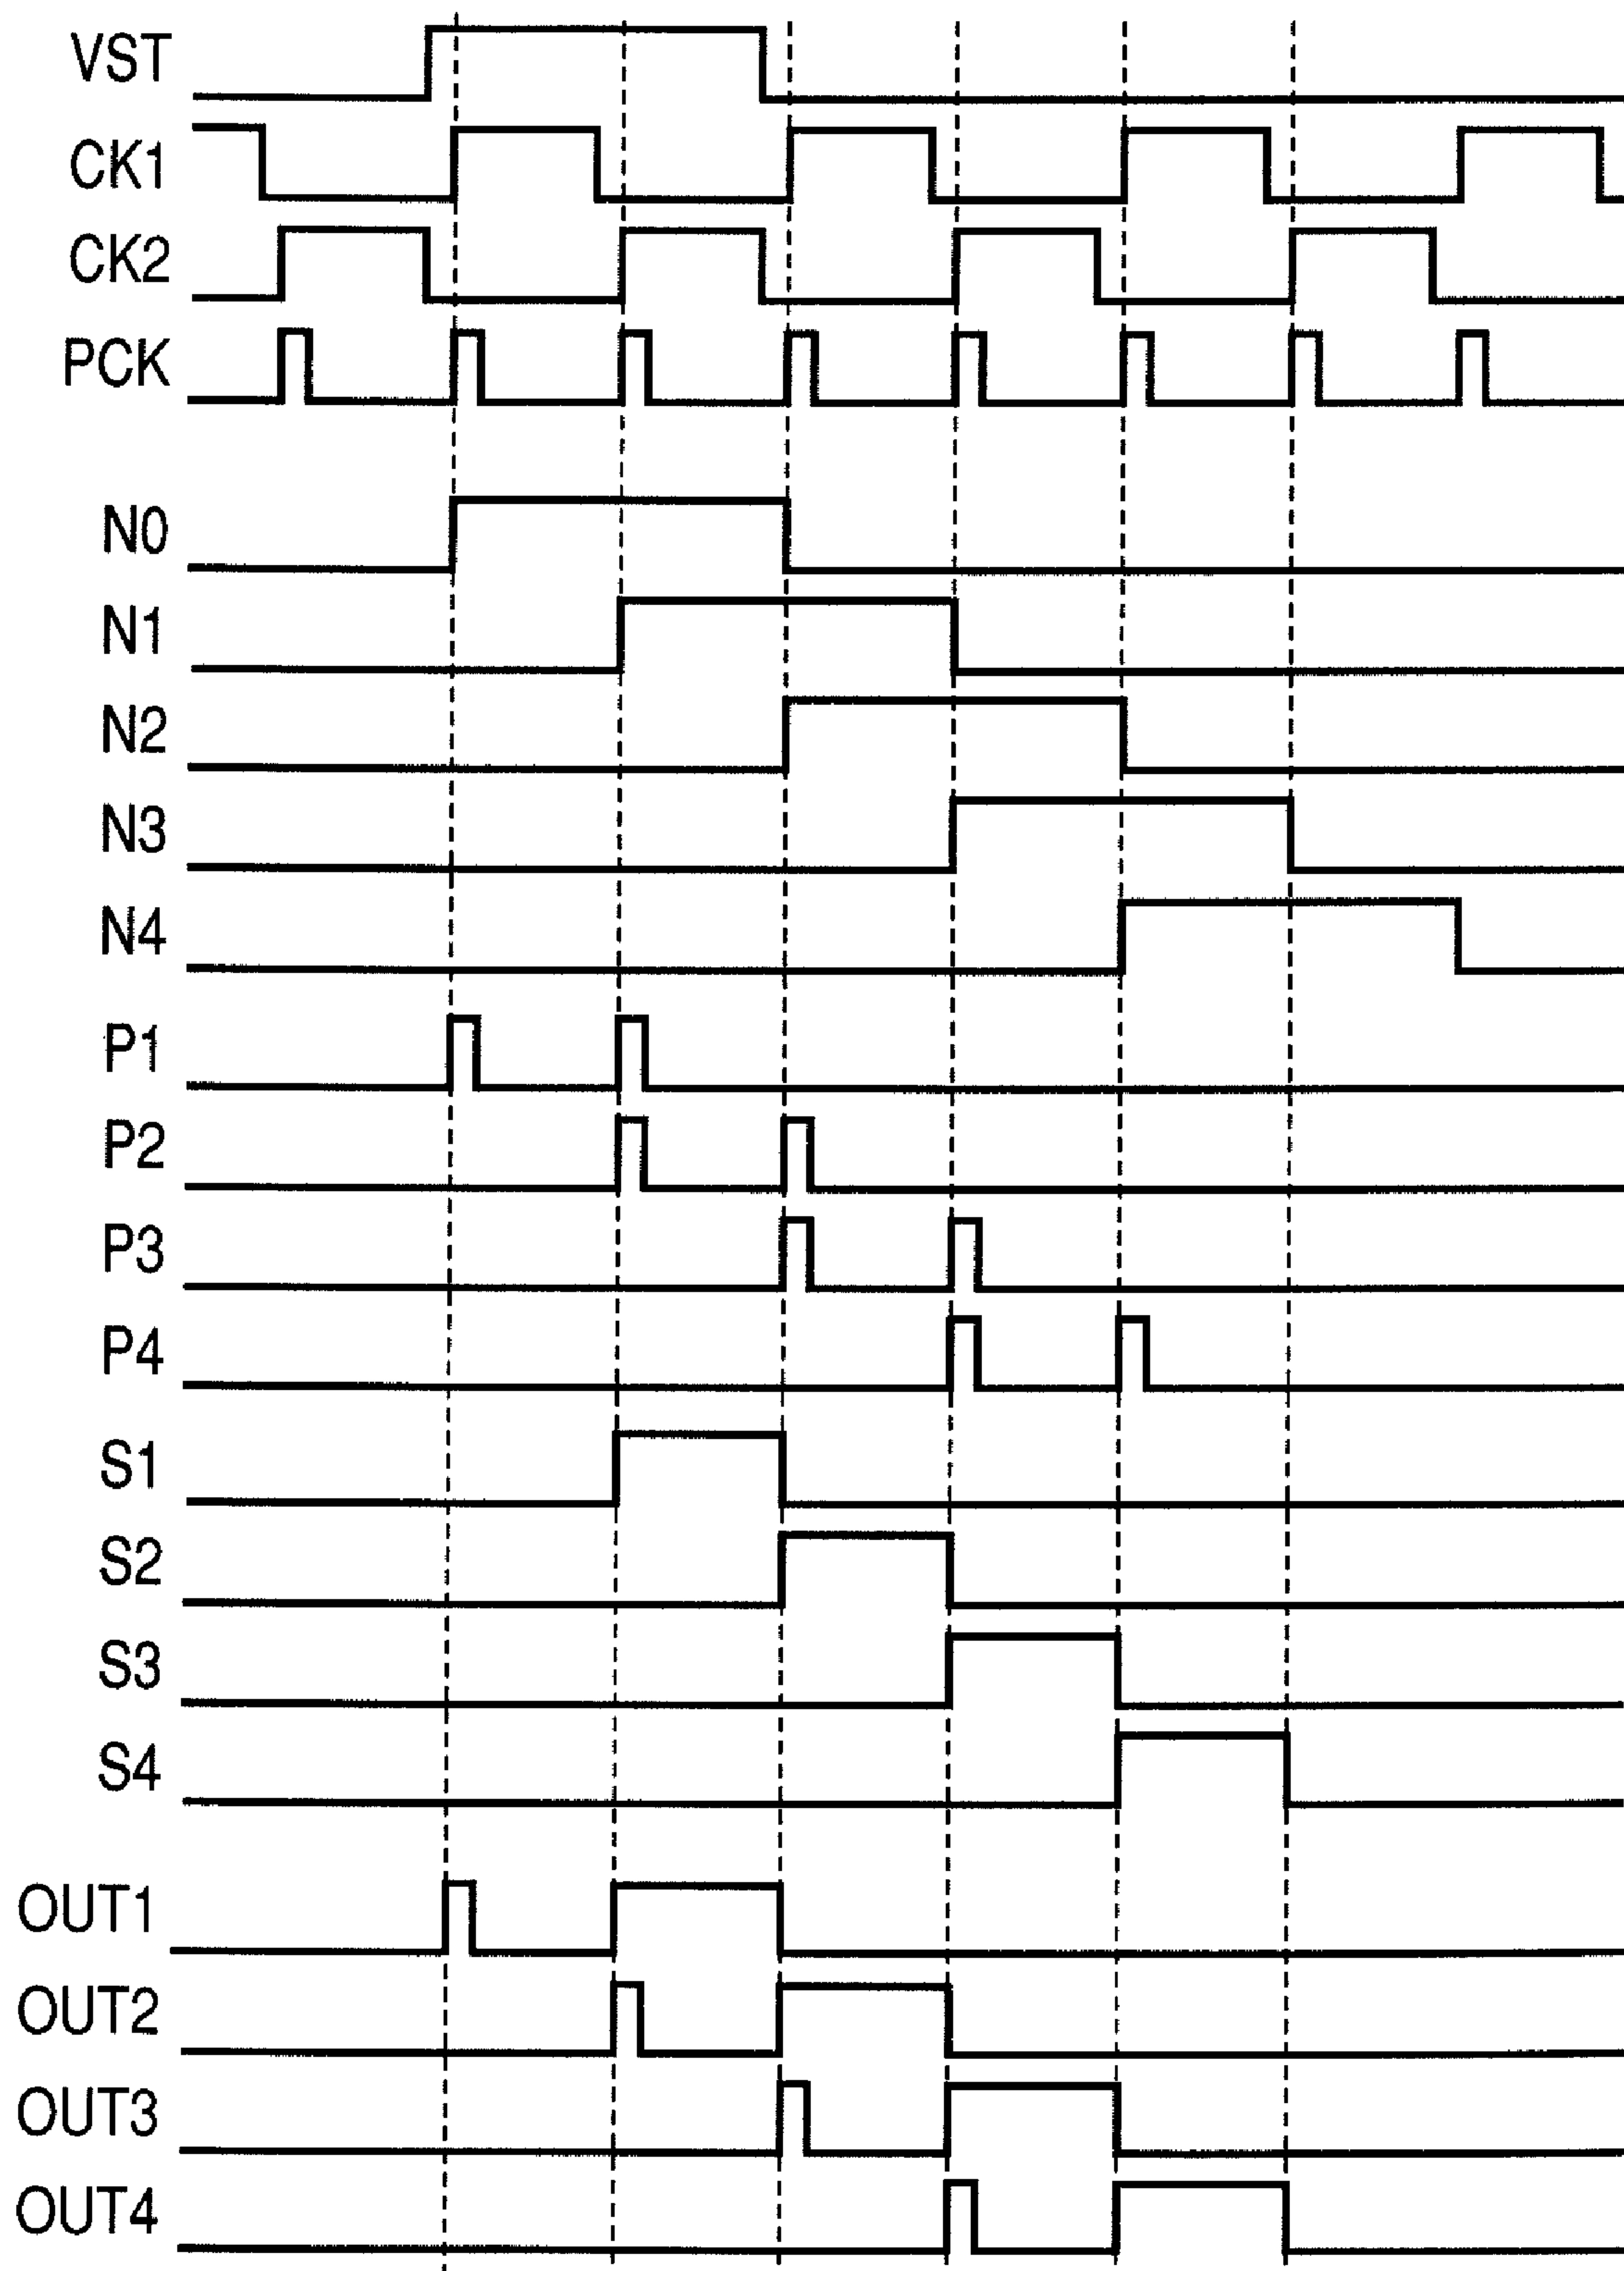 VST
CK1
CK2
PCK
N0
N1
N2
N3
N4
P1
P2
P3
P4
S1
S2
S3
S4
OUT1
OUT2
OUT3
OUT4